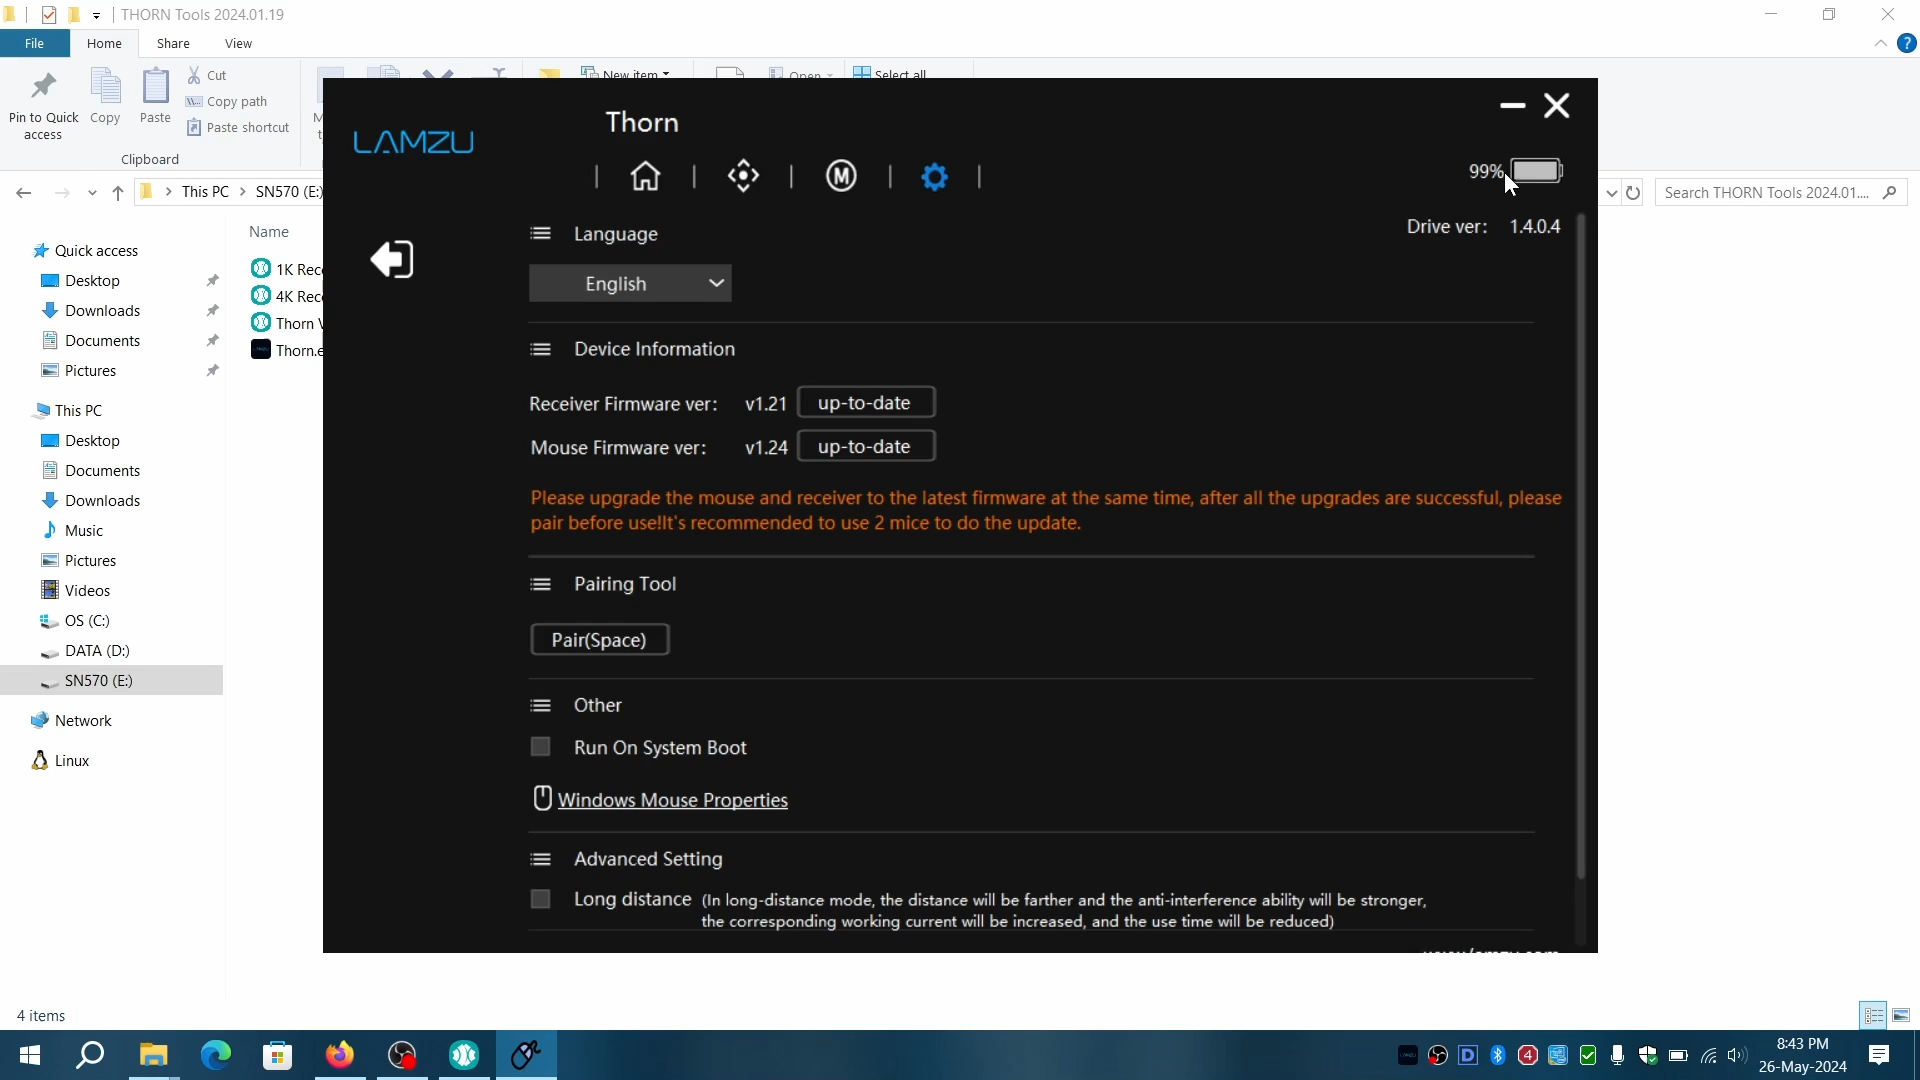 THORN Tools 2024.01.19
File
Home
Share
View
?
Pin to Quick
access
Copy
Paste
Cut
Copy path
Paste shortcut
New item
Open
Select all
Clipboard
This PC
SN570 (E:)
Search THORN Tools 2024.01....
Name
Quick access
Desktop
Downloads
Documents
Pictures
This PC
Desktop
Documents
Downloads
Music
Pictures
Videos
OS (C:)
DATA (D:)
SN570 (E:)
Network
Linux
1K Rec
4K Rec
Thorn V
Thorn.e
LAMZU
Thorn
M
99%
Drive ver: 1.4.0.4
Language
English
Device Information
Receiver Firmware ver: v1.21 up-to-date
Mouse Firmware ver: v1.24 up-to-date
Please upgrade the mouse and receiver to the latest firmware at the same time, after all the upgrades are successful, please
pair before use!It's recommended to use 2 mice to do the update.
Pairing Tool
Pair(Space)
Other
Run On System Boot
Windows Mouse Properties
Advanced Setting
Long distance (In long-distance mode, the distance will be farther and the anti-interference ability will be stronger,
the corresponding working current will be increased, and the use time will be reduced)
4 items
D
4
8:43 PM
26-May-2024